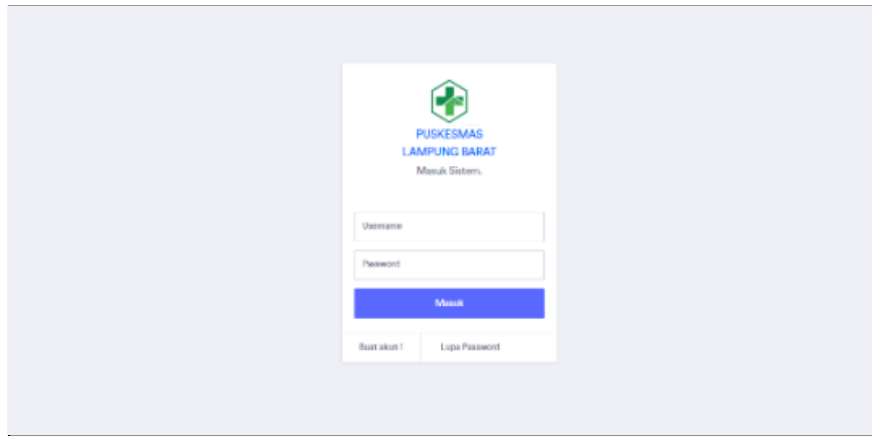 PUSKESMAS
LAMPUNG BARAT
Masuk Sistem.
Username
Password
Masuk
Buat akun !
Lupa Password